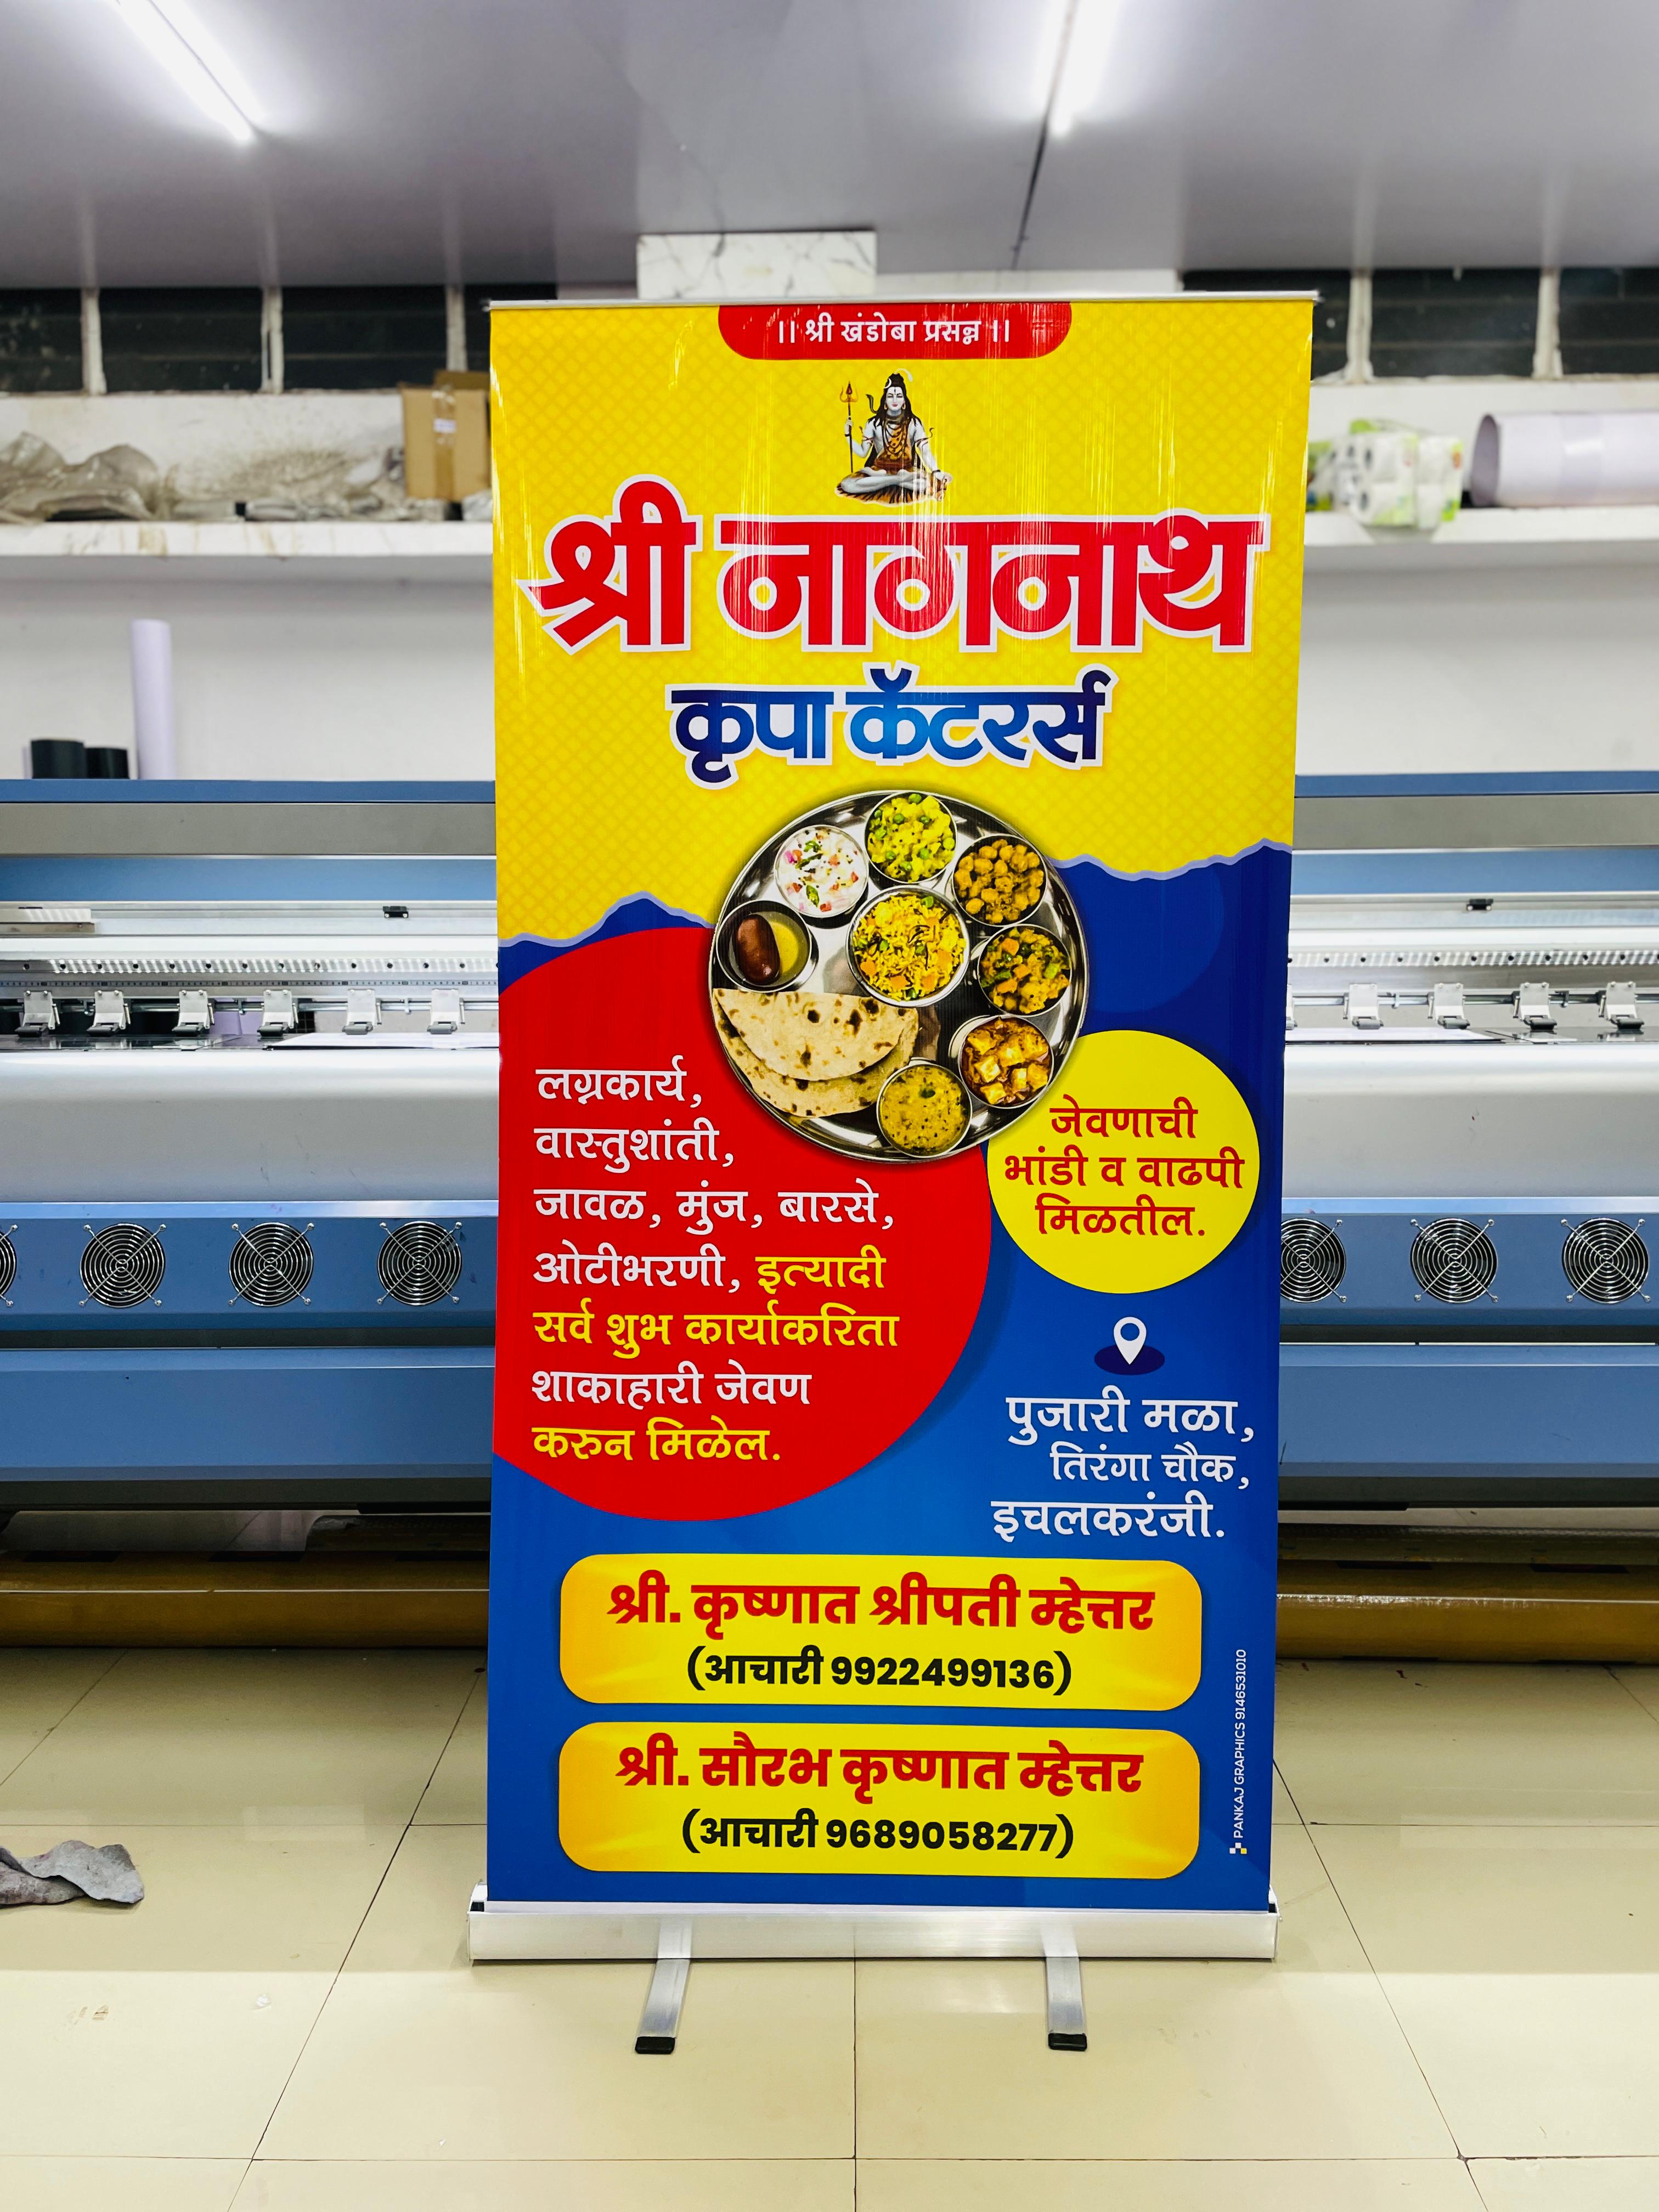 || श्री खंडोबा प्रसन्न ||
श्री नागनाथ
कृपा कॅटरर्स
लग्नकार्य,
वास्तुशांती,
जावळ, मुंज, बारसे,
ओटीभरणी, इत्यादी
सर्व शुभ कार्याकरिता
शाकाहारी जेवण
करुन मिळेल.
जेवणाची
भांडी व वाढपी
मिळतील.
पुजारी मळा,
तिरंगा चौक,
इचलकरंजी.
श्री. कृष्णात श्रीपती म्हेत्तर
(आचारी 9922499136)
श्री. सौरभ कृष्णात म्हेत्तर
(आचारी 9689058277)
PANKAJ GRAPHICS 9146531010